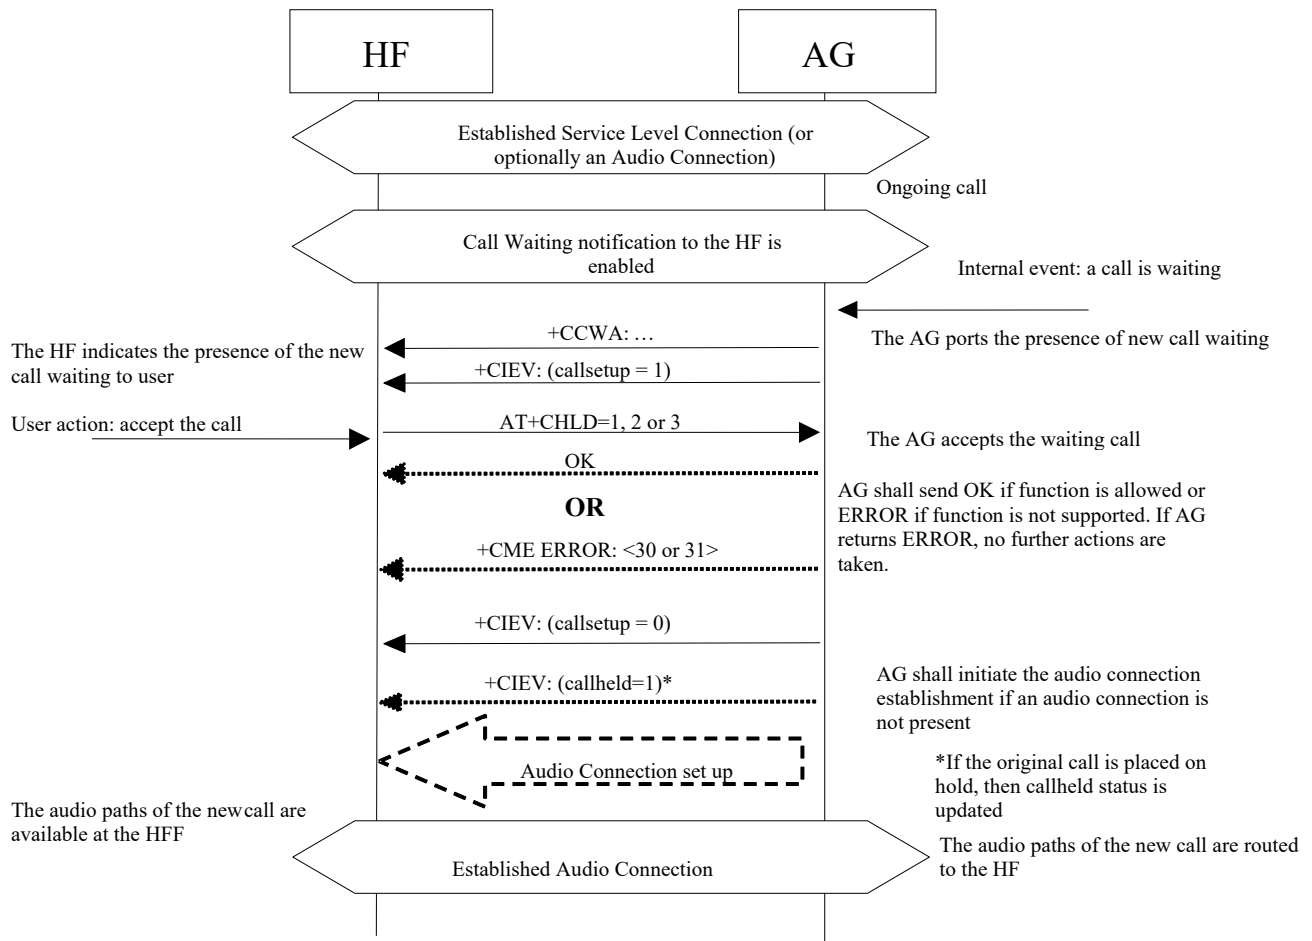 HF
AG
Established Service Level Connection (or
optionally an Audio Connection)
Ongoing call
Call Waiting notification to the HF is
enabled
Internal event: a call is waiting
+CCWA: …
The AG ports the presence of new call waiting
The HF indicates the presence of the new
call waiting to user
+CIEV: (callsetup = 1)
User action: accept the call
AT+CHLD=1, 2 or 3
The AG accepts the waiting call
OK
OR
AG shall send OK if function is allowed or
ERROR if function is not supported. If AG
returns ERROR, no further actions are
taken.
+CME ERROR: <30 or 31>
+CIEV: (callsetup = 0)
+CIEV: (callheld=1)*
AG shall initiate the audio connection
establishment if an audio connection is
not present
Audio Connection set up
*If the original call is placed on
hold, then callheld status is
updated
The audio paths of the newcall are
available at the HFF
The audio paths of the new call are routed
to the HF
Established Audio Connection